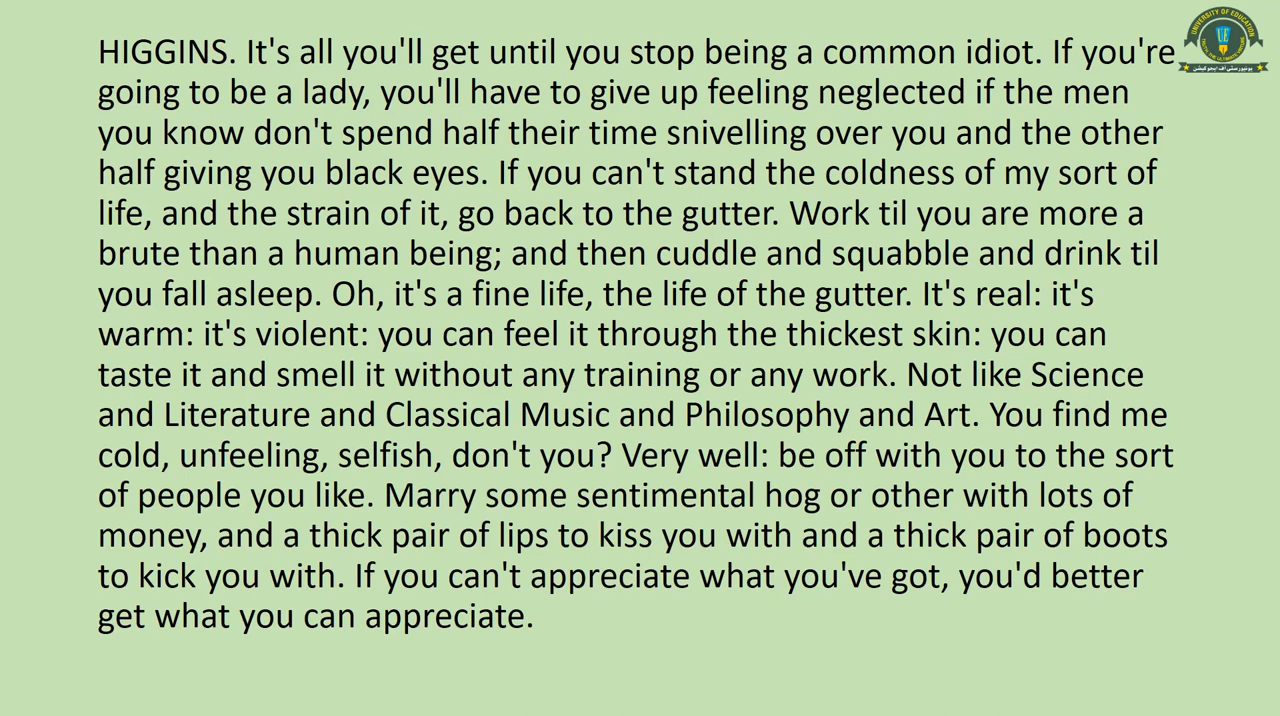 HIGGINS. It's all you'll get until you stop being a common idiot. If you're
going to be a lady, you'll have to give up feeling neglected if the men
you know don't spend half their time snivelling over you and the other
half giving you black eyes. If you can't stand the coldness of my sort of
life, and the strain of it, go back to the gutter. Work til you are more a
brute than a human being; and then cuddle and squabble and drink til
you fall asleep. Oh, it's a fine life, the life of the gutter. It's real: it's
warm: it's violent: you can feel it through the thickest skin: you can
taste it and smell it without any training or any work. Not like Science
and Literature and Classical Music and Philosophy and Art. You find me
cold, unfeeling, selfish, don't you? Very well: be off with you to the sort
of people you like. Marry some sentimental hog or other with lots of
money, and a thick pair of lips to kiss you with and a thick pair of boots
to kick you with. If you can't appreciate what you've got, you'd better
get what you can appreciate.
UNIVERSITY OF EDUCATION
UE
یونیورسٹی آف ایجوکیشن